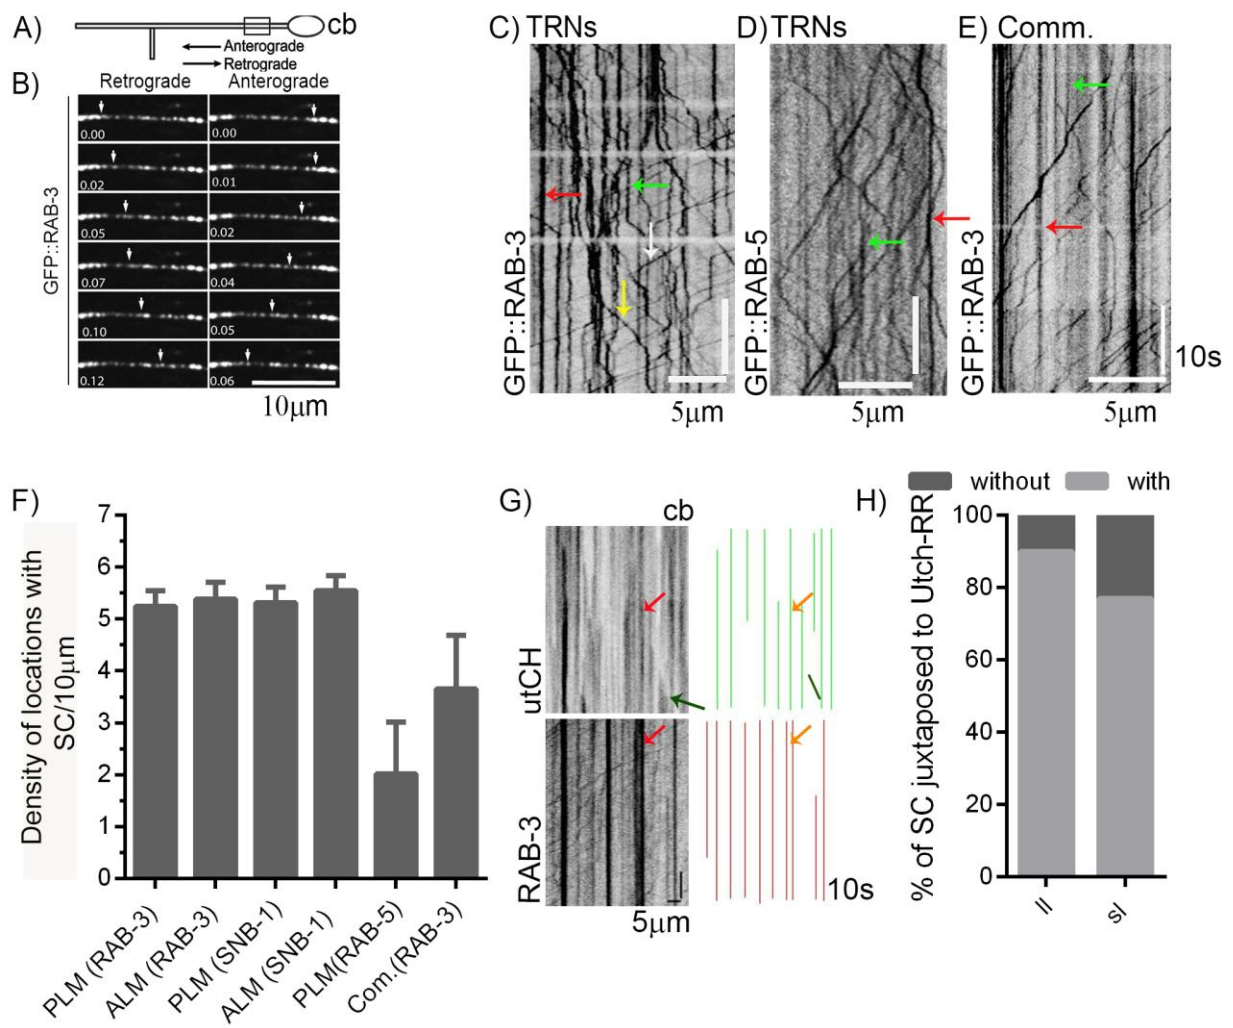 A)
cb
Anterograde
Retrograde
B)
Retrograde
Anterograde
GFP::RAB-3
0.00
0.00
0.02
0.01
0.05
0.02
0.07
0.04
0.10
0.05
0.12
0.06
10μm
C) TRNs
GFP::RAB-3
5μm
D) TRNs
GFP::RAB-5
5μm
E) Comm.
GFP::RAB-3
10s
5μm
F)
Density of locations with
SC/10μm
7
6
5
4
3
2
1
0
PLM (RAB-3)
ALM (RAB-3)
PLM (SNB-1)
ALM (SNB-1)
PLM(RAB-5)
Com.(RAB-3)
G)
cb
utCH
RAB-3
10s
5μm
H)
without
with
% of SC juxtaposed to Utch-RR
100
80
60
40
20
0
ll
sl